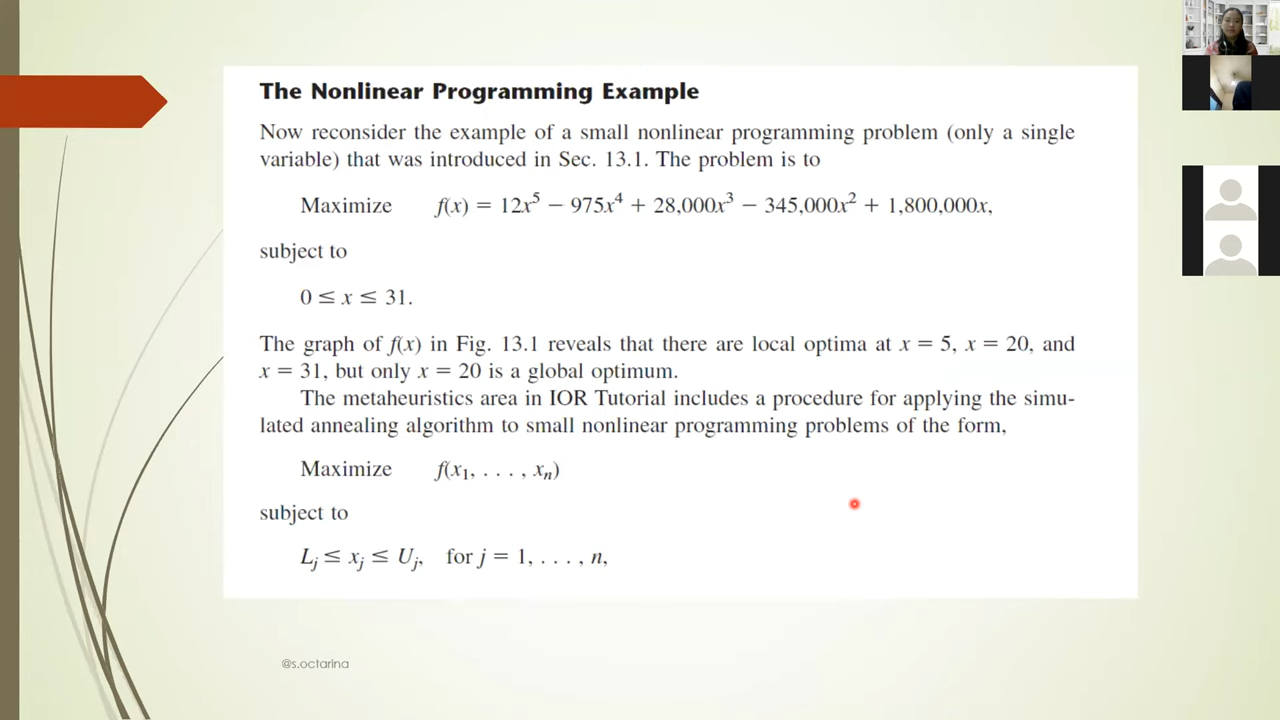 The Nonlinear Programming Example
Now reconsider the example of a small nonlinear programming problem (only a single
variable) that was introduced in Sec. 13.1. The problem is to
Maximize f(x) = 12x⁵ − 975x⁴ + 28,000x³ − 345,000x² + 1,800,000x,
subject to
0 ≤ x ≤ 31.
The graph of f(x) in Fig. 13.1 reveals that there are local optima at x = 5, x = 20, and
x = 31, but only x = 20 is a global optimum.
The metaheuristics area in IOR Tutorial includes a procedure for applying the simu-
lated annealing algorithm to small nonlinear programming problems of the form,
Maximize f(x₁, . . . , xₙ)
subject to
Lⱼ ≤ xⱼ ≤ Uⱼ, for j = 1, . . . , n,
@s.octarina